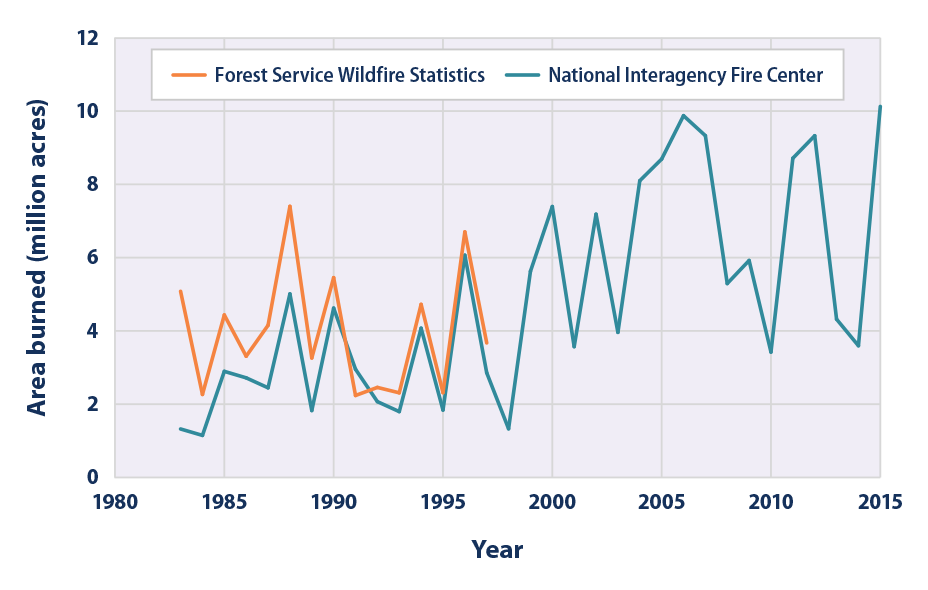 Forest Service Wildfire Statistics
National Interagency Fire Center
Area burned (million acres)
12
10
8
6
4
2
0
1980 1985 1990 1995 2000 2005 2010 2015
Year